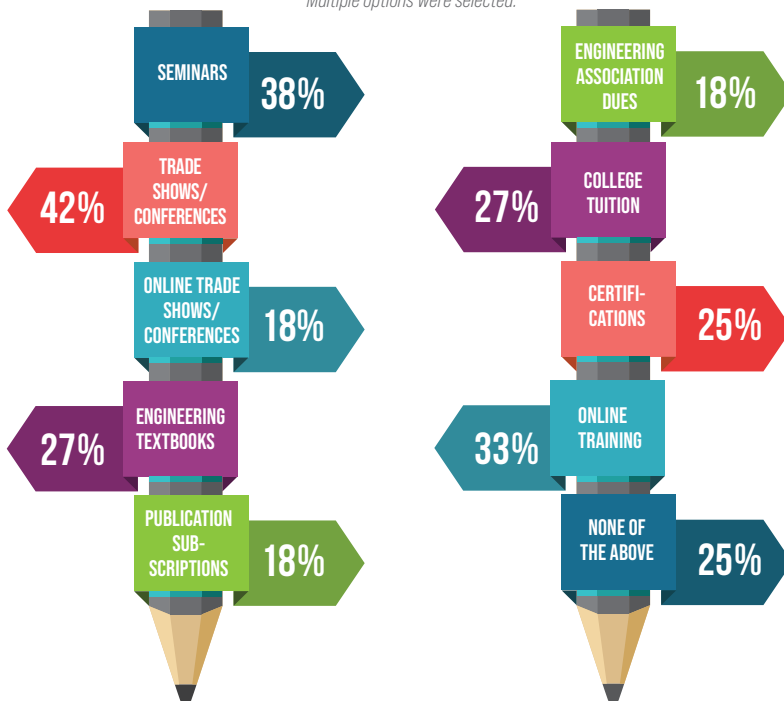 Multiple options were selected.
SEMINARS
38%
TRADE
SHOWS/
CONFERENCES
42%
ONLINE TRADE
SHOWS/
CONFERENCES
18%
ENGINEERING
TEXTBOOKS
27%
PUBLICATION
SUB-
SCRIPTIONS
18%
ENGINEERING
ASSOCIATION
DUES
18%
COLLEGE
TUITION
27%
CERTIFI-
CATIONS
25%
ONLINE
TRAINING
33%
NONE OF
THE ABOVE
25%